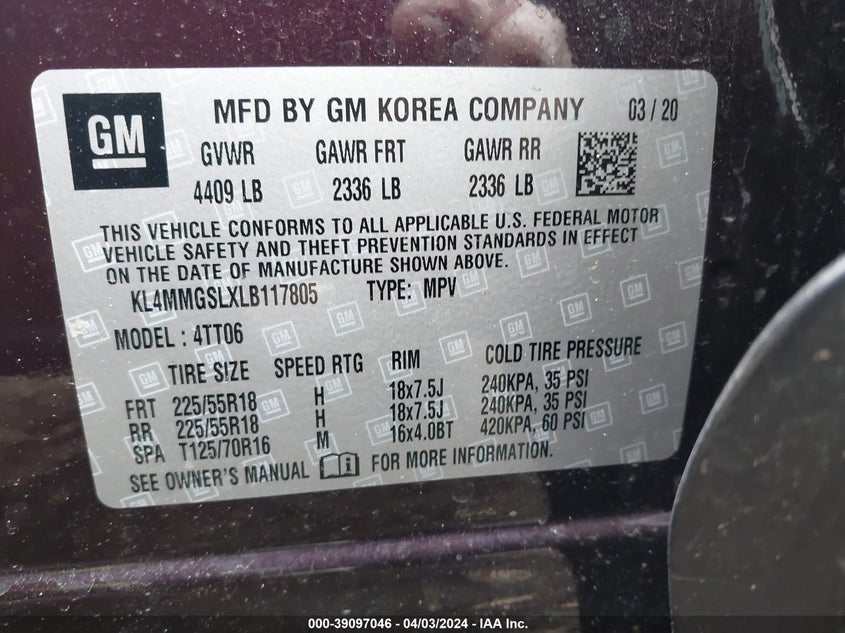 GM MFD BY GM KOREA COMPANY 03 / 20
GVWR GAWR FRT GAWR RR
4409 LB 2336 LB 2336 LB
THIS VEHICLE CONFORMS TO ALL APPLICABLE U.S. FEDERAL MOTOR
VEHICLE SAFETY AND THEFT PREVENTION STANDARDS IN EFFECT
ON THE DATE OF MANUFACTURE SHOWN ABOVE.
KL4MMGSLXLB117805 TYPE: MPV
MODEL : 4TT06
TIRE SIZE SPEED RTG RIM COLD TIRE PRESSURE
FRT 225/55R18 H 18x7.5J 240KPA, 35 PSI
RR 225/55R18 H 18x7.5J 240KPA, 35 PSI
SPA T125/70R16 M 16x4.0BT 420KPA, 60 PSI
SEE OWNER'S MANUAL FOR MORE INFORMATION.
000-39097046 - 04/03/2024 - IAA Inc.